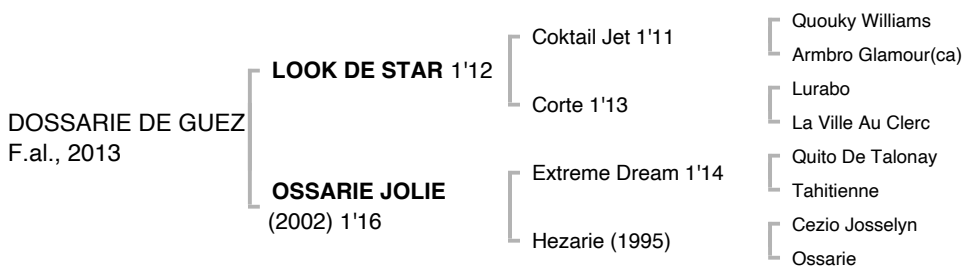 DOSSARIE DE GUEZ
F.al., 2013
LOOK DE STAR 1'12
OSSARIE JOLIE
(2002) 1'16
Coktail Jet 1'11
Corte 1'13
Extreme Dream 1'14
Hezarie (1995)
Quouky Williams
Armbro Glamour(ca)
Lurabo
La Ville Au Clerc
Quito De Talonay
Tahitienne
Cezio Josselyn
Ossarie